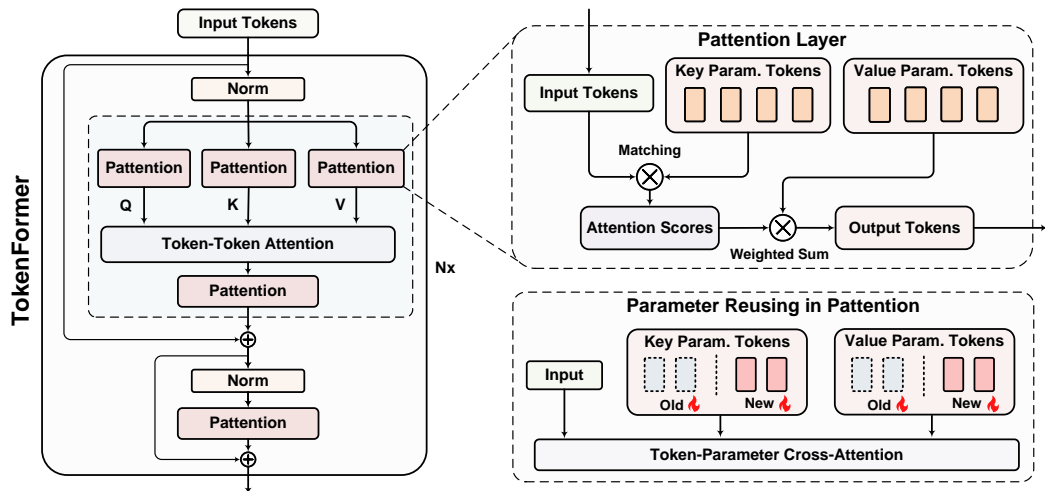 Input Tokens
TokenFormer
Norm
Pattention
Pattention
Pattention
Q
K
V
Token-Token Attention
Pattention
Nx
Norm
Pattention
Pattention Layer
Input Tokens
Key Param. Tokens
Value Param. Tokens
Matching
Attention Scores
Weighted Sum
Output Tokens
Parameter Reusing in Pattention
Input
Key Param. Tokens
Old
New
Value Param. Tokens
Old
New
Token-Parameter Cross-Attention